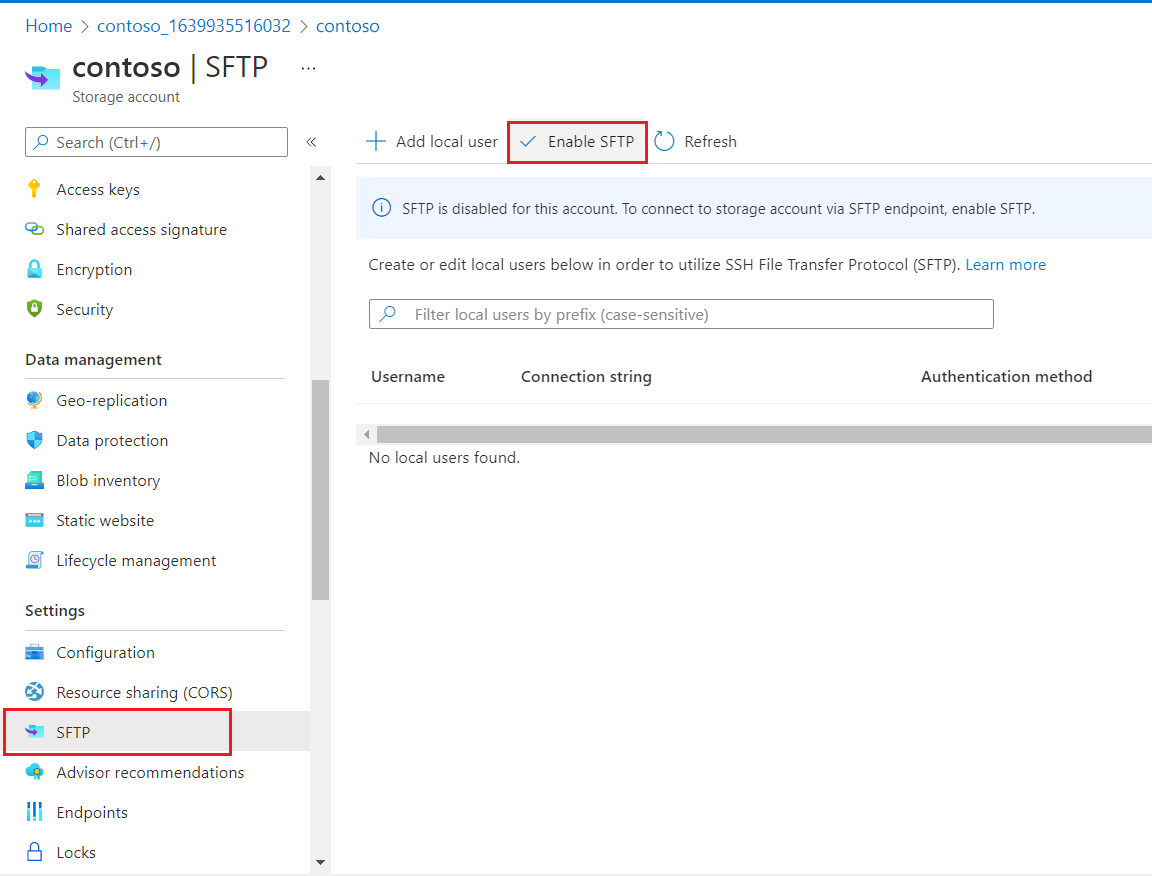 Home > contoso_1639935516032 > contoso
contoso | SFTP ...
Storage account
Search (Ctrl+/) «
Access keys
Shared access signature
Encryption
Security
Data management
Geo-replication
Data protection
Blob inventory
Static website
Lifecycle management
Settings
Configuration
Resource sharing (CORS)
SFTP
Advisor recommendations
Endpoints
Locks
Add local user Enable SFTP Refresh
SFTP is disabled for this account. To connect to storage account via SFTP endpoint, enable SFTP.
Create or edit local users below in order to utilize SSH File Transfer Protocol (SFTP). Learn more
Filter local users by prefix (case-sensitive)
Username Connection string Authentication method
No local users found.